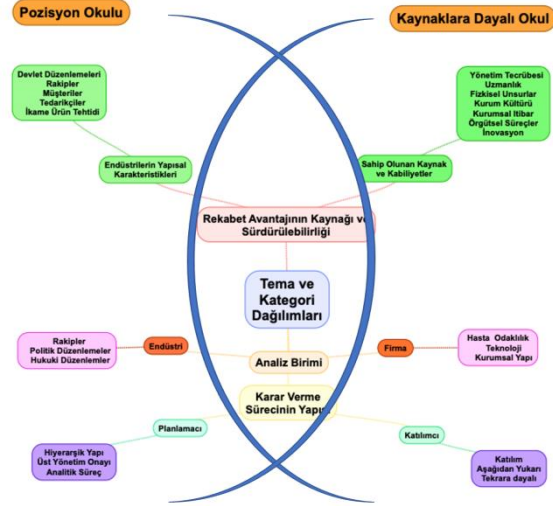 Pozisyon Okulu
Kaynaklara Dayalı Okul
Devlet Düzenlemeleri
Rakipler
Müşteriler
Tedarikçiler
İkame Ürün Tehtidi
Yönetim Tecrübesi
Uzmanlık
Fizkisel Unsurlar
Kurum Kültürü
Kurumsal Itibar
Örgütsel Süreçler
İnovasyon
Endüstrilerin Yapısal
Karakteristikleri
Sahip Olunan Kaynak
ve Kabiliyetler
Rekabet Avantajının Kaynağı ve
Sürdürülebilirliği
Tema ve
Kategori
Dağılımları
Rakipler
Politik Düzenlemeler
Hukuki Düzenlemler
Endüstri
Analiz Birimi
Firma
Hasta Odaklılık
Teknoloji
Kurumsal Yapı
Karar Verme
Sürecinin Yapısı
Planlamacı
Katılımcı
Hiyerarşik Yapı
Üst Yönetim Onayı
Analitik Süreç
Katılım
Aşağıdan Yukarı
Tekrara dayalı